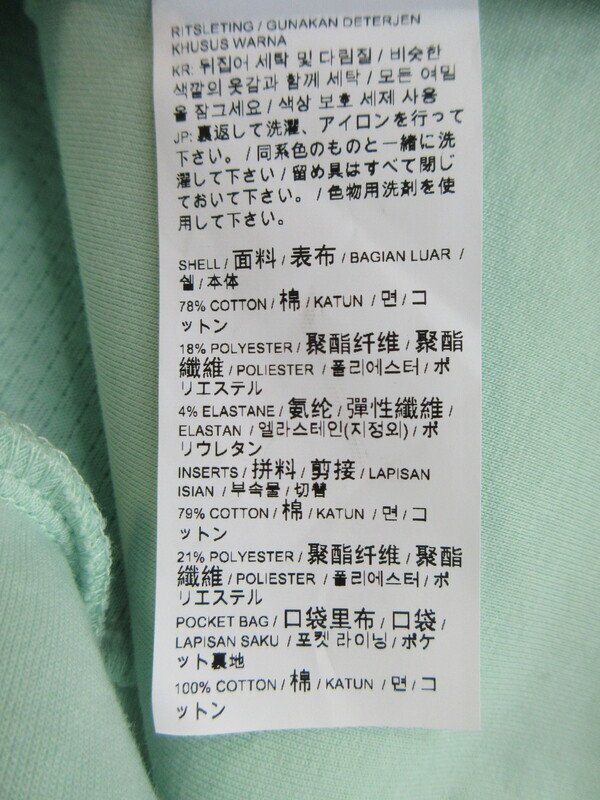 RITSLETING / GUNAKAN DETERJEN
KHUSUS WARNA
KR: 뒤집어 세탁 및 다림질 / 비슷한
색깔의 옷감과 함께 세탁 / 모든 여밈
을 잠그세요 / 색상 보호 세제 사용
JP: 裏返して洗濯、アイロンを行って
下さい。 / 同系色のものと一緒に洗
濯して下さい / 留め具はすべて閉じ
ておいて下さい。 / 色物用洗剤を使
用して下さい。
SHELL / 面料 / 表布 / BAGIAN LUAR /
쉘 / 本体
78% COTTON / 棉 / KATUN / 면 / コ
ットン
18% POLYESTER / 聚酯纤维 / 聚酯
纖維 / POLIESTER / 폴리에스터 / ポ
リエステル
4% ELASTANE / 氨纶 / 彈性纖維 /
ELASTAN / 엘라스테인(지정외) / ポ
リウレタン
INSERTS / 拼料 / 剪接 / LAPISAN
ISIAN / 부속물 / 切替
79% COTTON / 棉 / KATUN / 면 / コ
ットン
21% POLYESTER / 聚酯纤维 / 聚酯
纖維 / POLIESTER / 폴리에스터 / ポ
リエステル
POCKET BAG / 口袋里布 / 口袋 /
LAPISAN SAKU / 포켓 라이닝 / ポケ
ット裏地
100% COTTON / 棉 / KATUN / 면 / コ
ットン